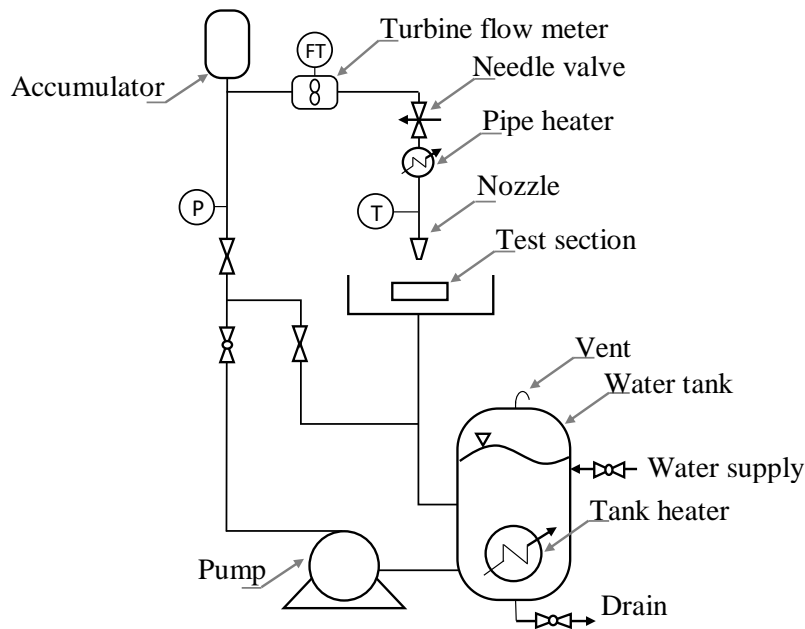 Turbine flow meter
FT
Needle valve
Accumulator
Pipe heater
Nozzle
P
T
Test section
Vent
Water tank
Water supply
Tank heater
Pump
Drain